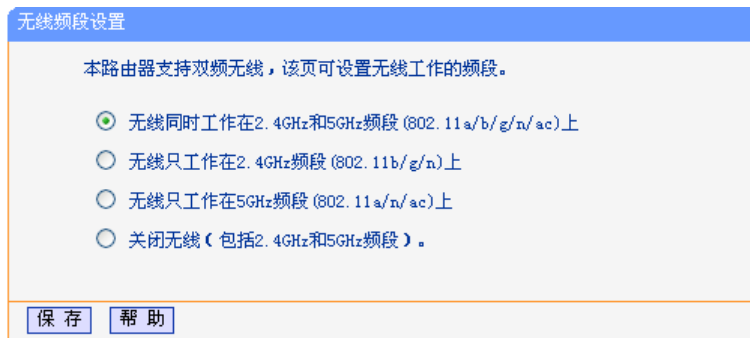 无线频段设置
本路由器支持双频无线，该页可设置无线工作的频段。
无线同时工作在2.4GHz和5GHz频段(802.11a/b/g/n/ac)上
无线只工作在2.4GHz频段(802.11b/g/n)上
无线只工作在5GHz频段(802.11a/n/ac)上
关闭无线（包括2.4GHz和5GHz频段）。
保 存 帮 助